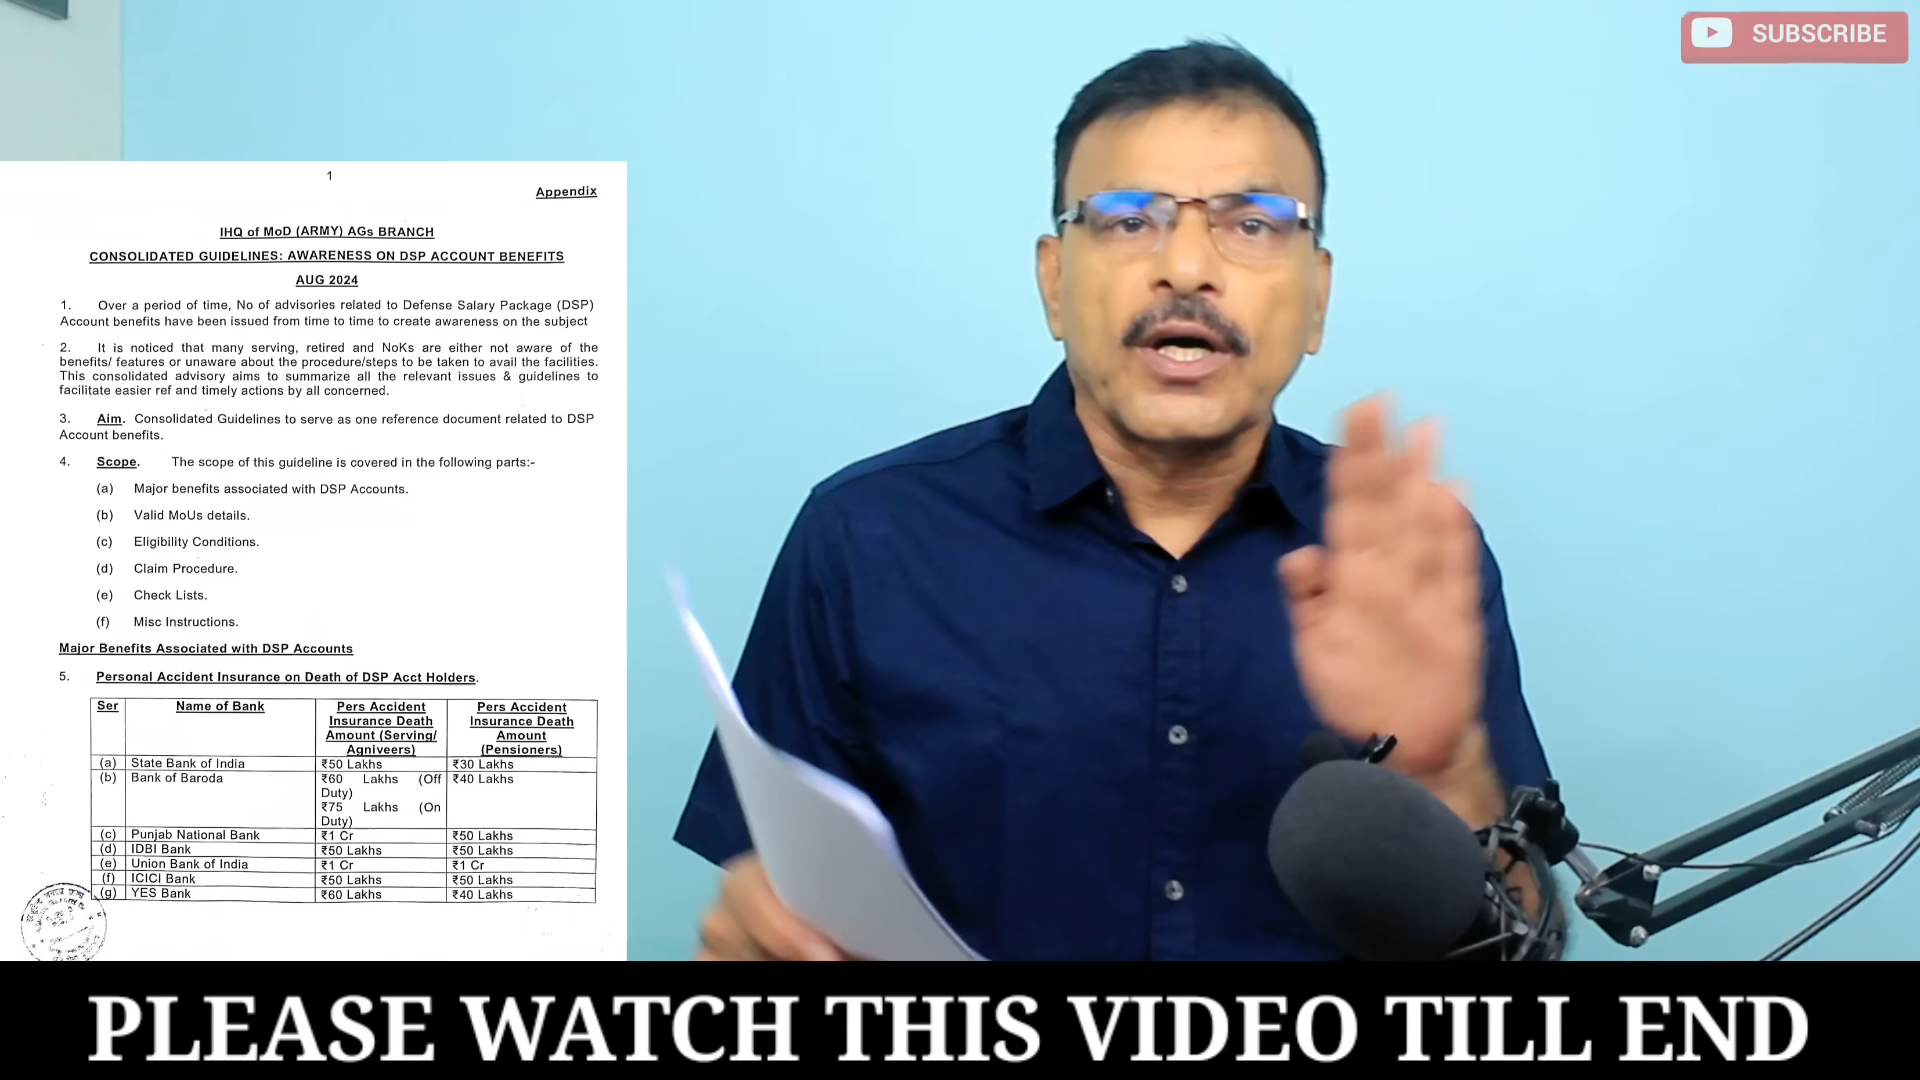 SUBSCRIBE
1
Appendix
IHQ of MoD (ARMY) AGs BRANCH
CONSOLIDATED GUIDELINES: AWARENESS ON DSP ACCOUNT BENEFITS
AUG 2024
1. Over a period of time, No of advisories related to Defense Salary Package (DSP)
Account benefits have been issued from time to time to create awareness on the subject
2. It is noticed that many serving, retired and NoKs are either not aware of the
benefits/ features or unaware about the procedure/steps to be taken to avail the facilities.
This consolidated advisory aims to summarize all the relevant issues & guidelines to
facilitate easier ref and timely actions by all concerned.
3. Aim. Consolidated Guidelines to serve as one reference document related to DSP
Account benefits.
4. Scope. The scope of this guideline is covered in the following parts:-
(a) Major benefits associated with DSP Accounts.
(b) Valid MoUs details.
(c) Eligibility Conditions.
(d) Claim Procedure.
(e) Check Lists.
(f) Misc Instructions.
Major Benefits Associated with DSP Accounts
5. Personal Accident Insurance on Death of DSP Acct Holders.
Ser Name of Bank Pers Accident Pers Accident
Insurance Death Insurance Death
Amount (Serving/ Amount
Agniveers) (Pensioners)
(a) State Bank of India ₹50 Lakhs ₹30 Lakhs
(b) Bank of Baroda ₹60 Lakhs (Off ₹40 Lakhs
Duty)
₹75 Lakhs (On
Duty)
(c) Punjab National Bank ₹1 Cr ₹50 Lakhs
(d) IDBI Bank ₹50 Lakhs ₹50 Lakhs
(e) Union Bank of India ₹1 Cr ₹1 Cr
(f) ICICI Bank ₹50 Lakhs ₹50 Lakhs
(g) YES Bank ₹60 Lakhs ₹40 Lakhs
PLEASE WATCH THIS VIDEO TILL END